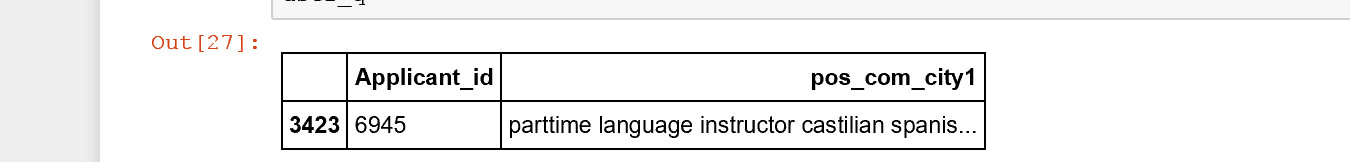 Out[27]:
Applicant_id pos_com_city1
3423 6945 parttime language instructor castilian spanis...